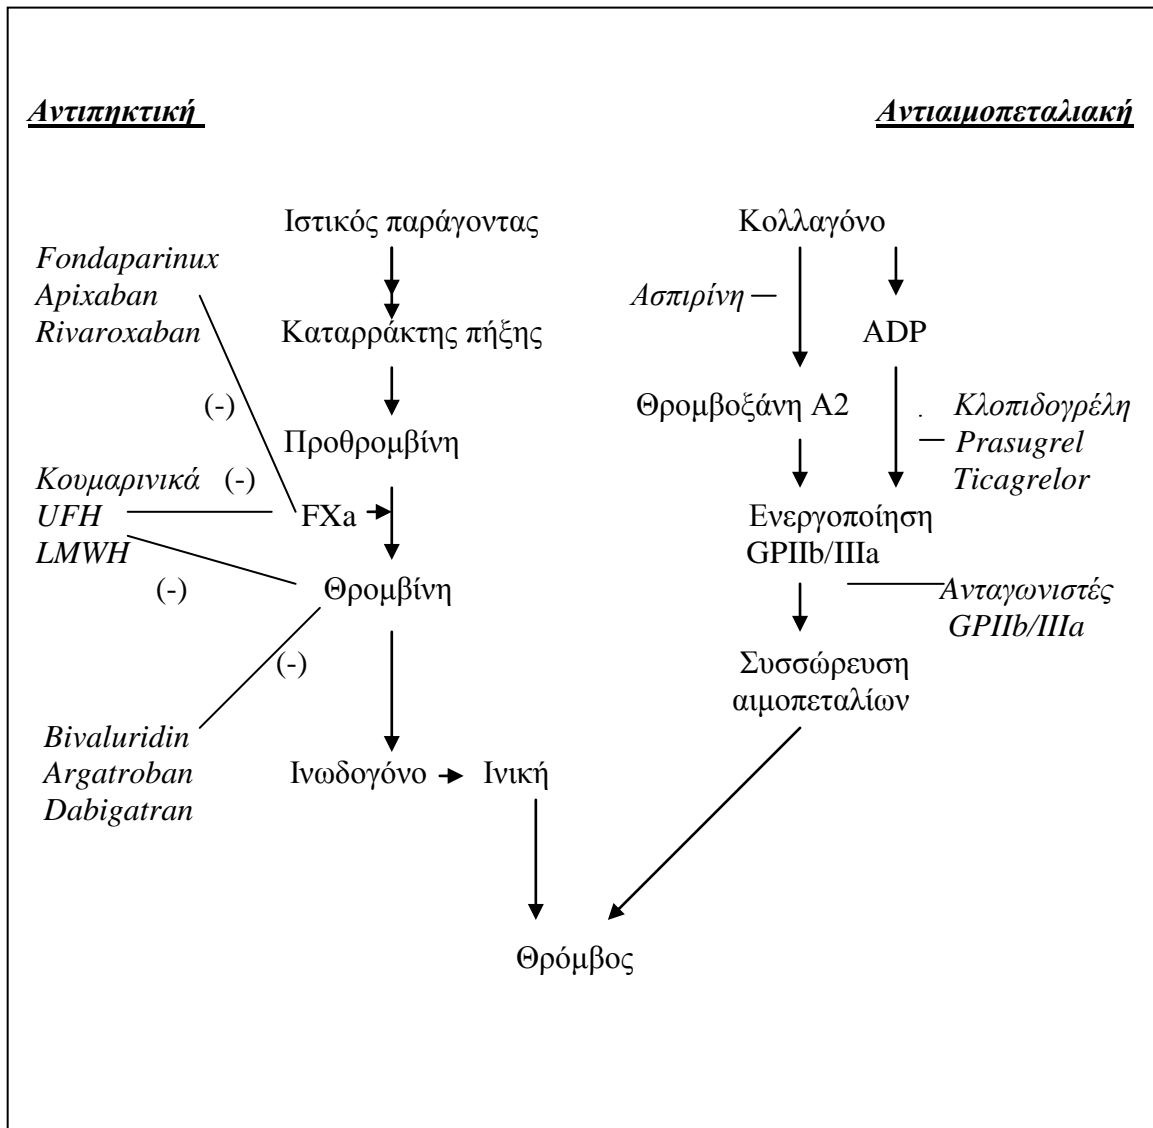 Αντιπηκτική
Αντιαιμοπεταλιακή
Ιστικός παράγοντας
Κολλαγόνο
Fondaparinux
Apixaban
Rivaroxaban
Ασπιρίνη
Καταρράκτης πήξης
ADP
(-)
Θρομβοξάνη Α2
. Κλοπιδογρέλη
Prasugrel
Ticagrelor
Προθρομβίνη
Κουμαρινικά (-)
UFH
LMWH
FXa
Ενεργοποίηση
GPIIb/IIIa
(-)
Θρομβίνη
Ανταγωνιστές
GPIIb/IIIa
(-)
Συσσώρευση
αιμοπεταλίων
Bivaluridin
Argatroban
Dabigatran
Ινωδογόνο
Ινική
Θρόμβος